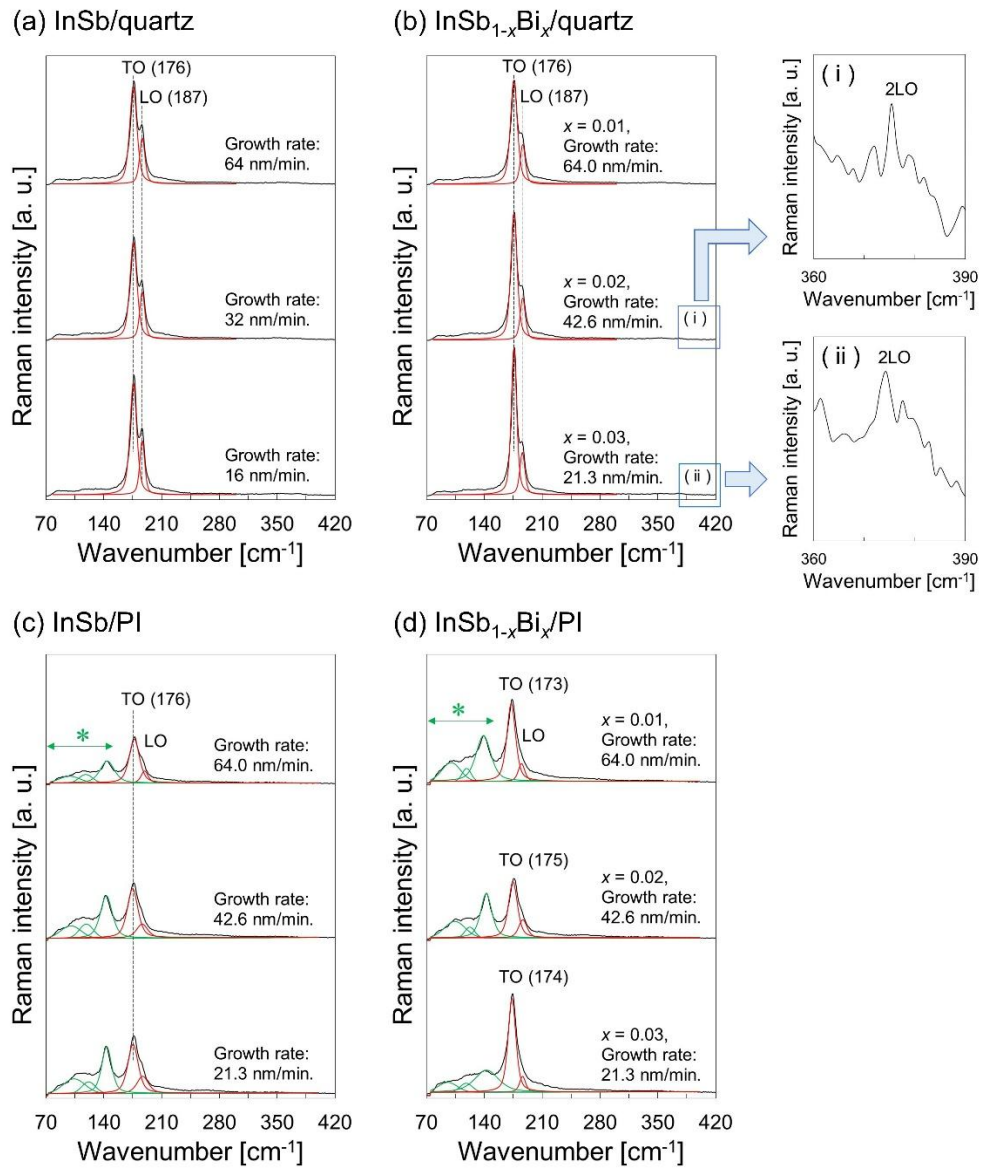 (a) InSb/quartz
TO (176)
LO (187)
Growth rate:
64 nm/min.
Growth rate:
32 nm/min.
Growth rate:
16 nm/min.
Raman intensity [a. u.]
70 140 210 280 350 420
Wavenumber [cm⁻¹]
(b) InSb₁₋ₓBiₓ/quartz
TO (176)
LO (187)
x = 0.01,
Growth rate:
64.0 nm/min.
x = 0.02,
Growth rate:
42.6 nm/min.
( i )
x = 0.03,
Growth rate:
21.3 nm/min.
( ii )
Raman intensity [a. u.]
70 140 210 280 350 420
Wavenumber [cm⁻¹]
( i )
2LO
Raman intensity [a. u.]
360 390
Wavenumber [cm⁻¹]
( ii )
2LO
Raman intensity [a. u.]
360 390
Wavenumber [cm⁻¹]
(c) InSb/PI
TO (176)
*
LO
Growth rate:
64.0 nm/min.
Growth rate:
42.6 nm/min.
Growth rate:
21.3 nm/min.
Raman intensity [a. u.]
70 140 210 280 350 420
Wavenumber [cm⁻¹]
(d) InSb₁₋ₓBiₓ/PI
TO (173)
*
LO
x = 0.01,
Growth rate:
64.0 nm/min.
TO (175)
x = 0.02,
Growth rate:
42.6 nm/min.
TO (174)
x = 0.03,
Growth rate:
21.3 nm/min.
Raman intensity [a. u.]
70 140 210 280 350 420
Wavenumber [cm⁻¹]